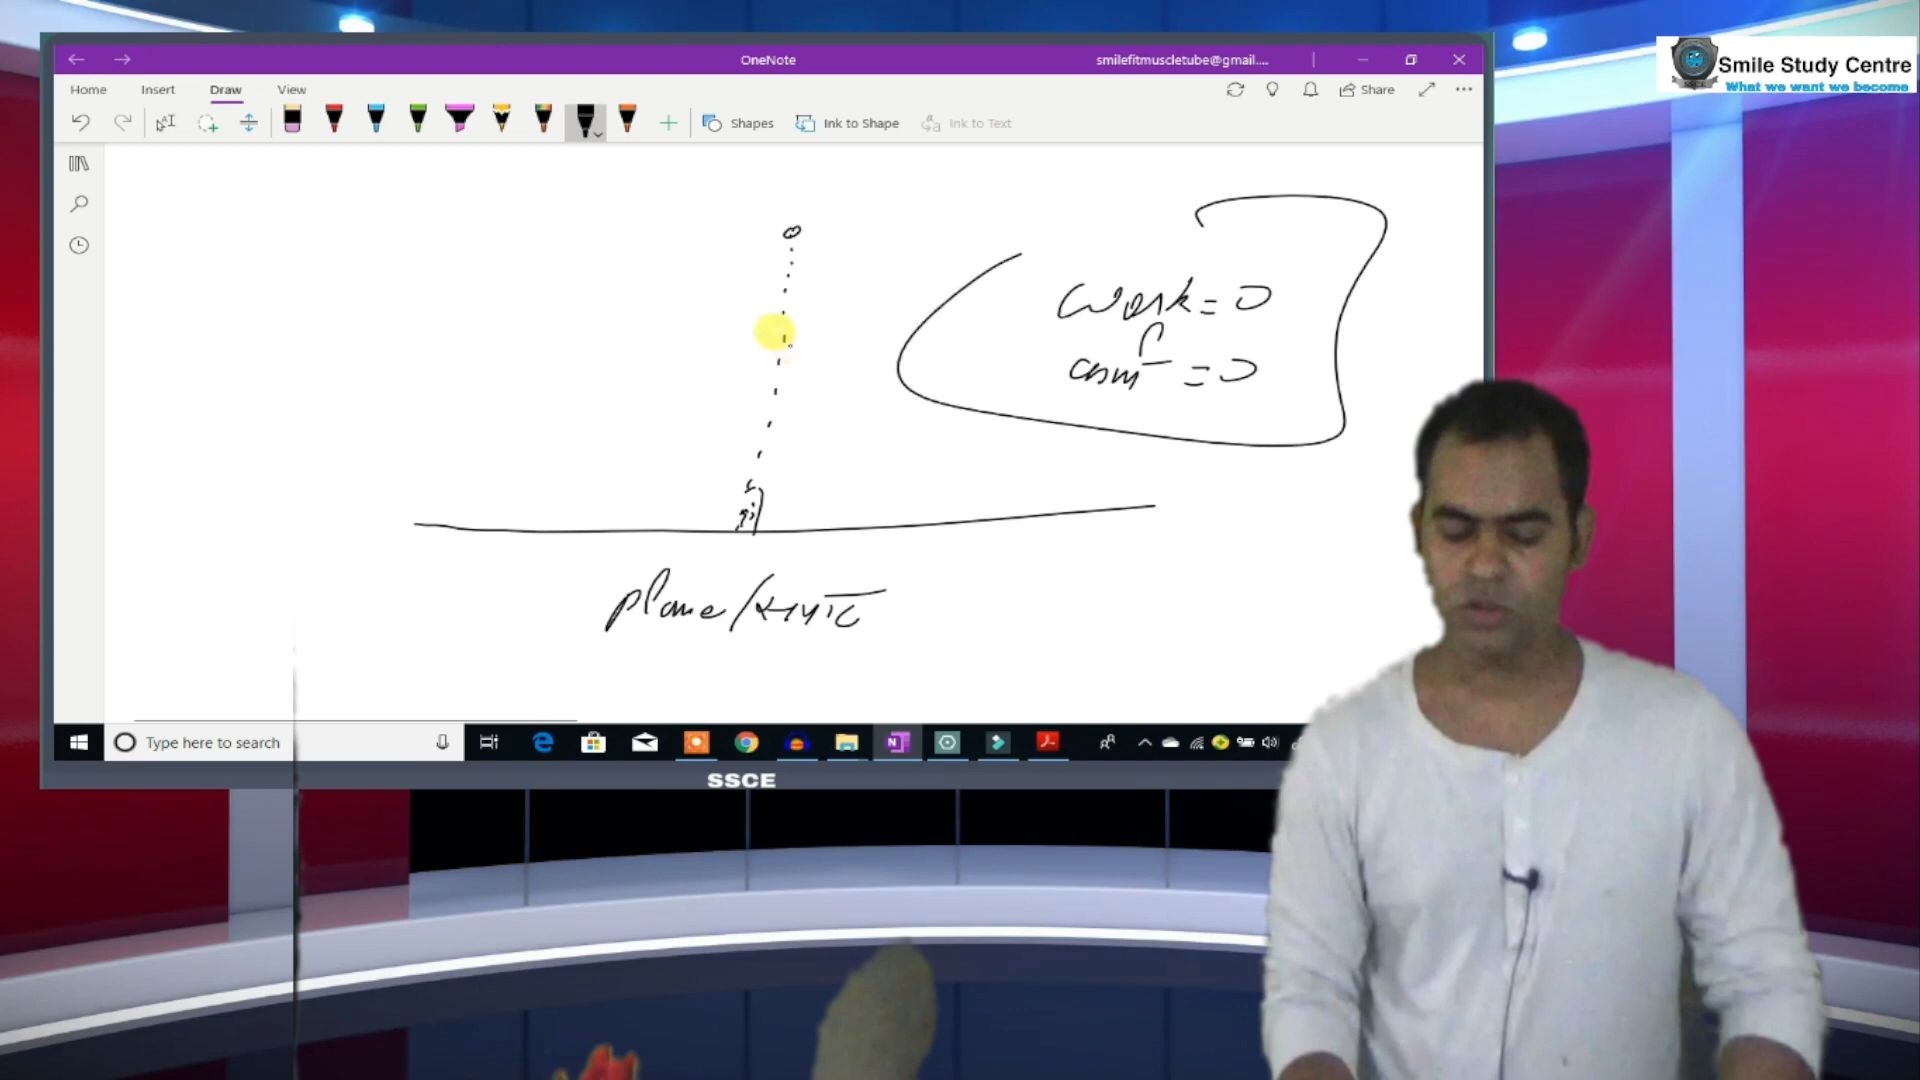 OneNote
smilefitmuscletube@gmail....
Smile Study Centre
What we want we become
Home Insert Draw View
Share
Shapes Ink to Shape Ink to Text
Work = 0
= 0
plane/
Type here to search
SSCE